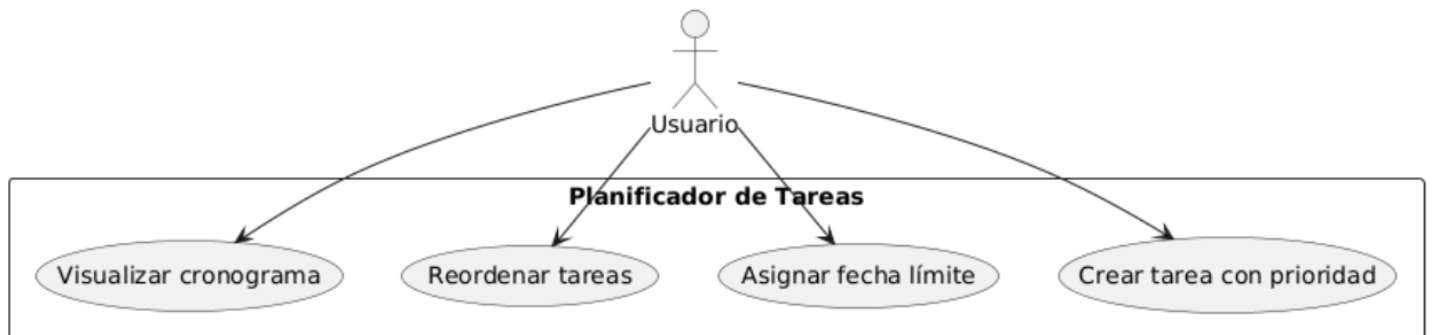 Usuario
Planificador de Tareas
Visualizar cronograma
Reordenar tareas
Asignar fecha límite
Crear tarea con prioridad